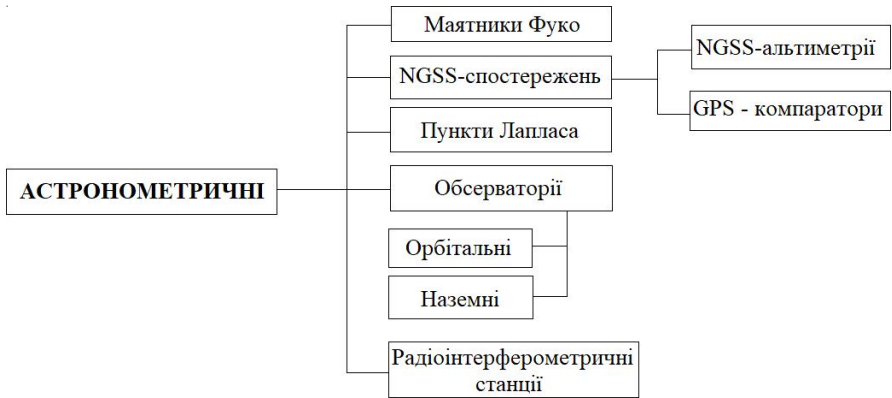 Маятники Фуко
NGSS-спостережень
NGSS-альтиметрії
GPS - компаратори
Пункти Лапласа
АСТРОНОМЕТРИЧНІ
Обсерваторії
Орбітальні
Наземні
Радіоінтерферометричні
станції